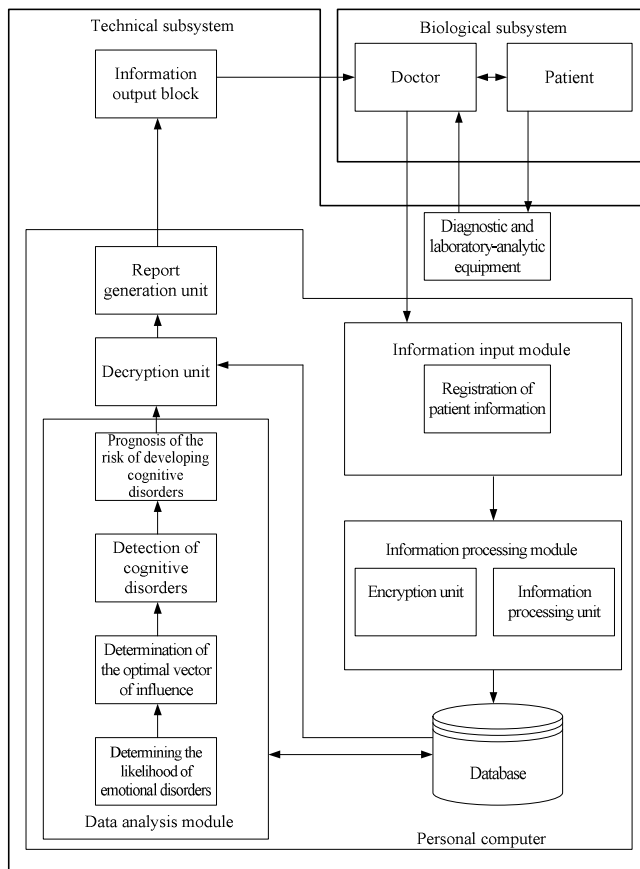 Technical subsystem
Biological subsystem
Information
output block
Doctor
Patient
Diagnostic and
laboratory-analytic
equipment
Report
generation unit
Decryption unit
Information input module
Registration of
patient information
Prognosis of the
risk of developing
cognitive
disorders
Detection of
cognitive
disorders
Information processing module
Encryption unit
Information
processing unit
Determination of
the optimal vector
of influence
Determining the
likelihood of
emotional disorders
Database
Data analysis module
Personal computer